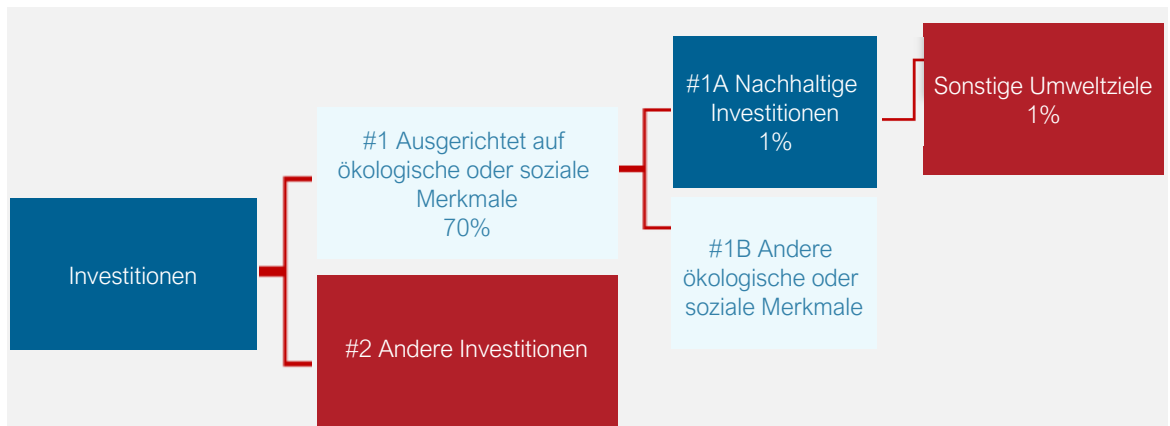 Investitionen
#1 Ausgerichtet auf
ökologische oder soziale
Merkmale
70%
#2 Andere Investitionen
#1A Nachhaltige
Investitionen
1%
#1B Andere
ökologische oder
soziale Merkmale
Sonstige Umweltziele
1%